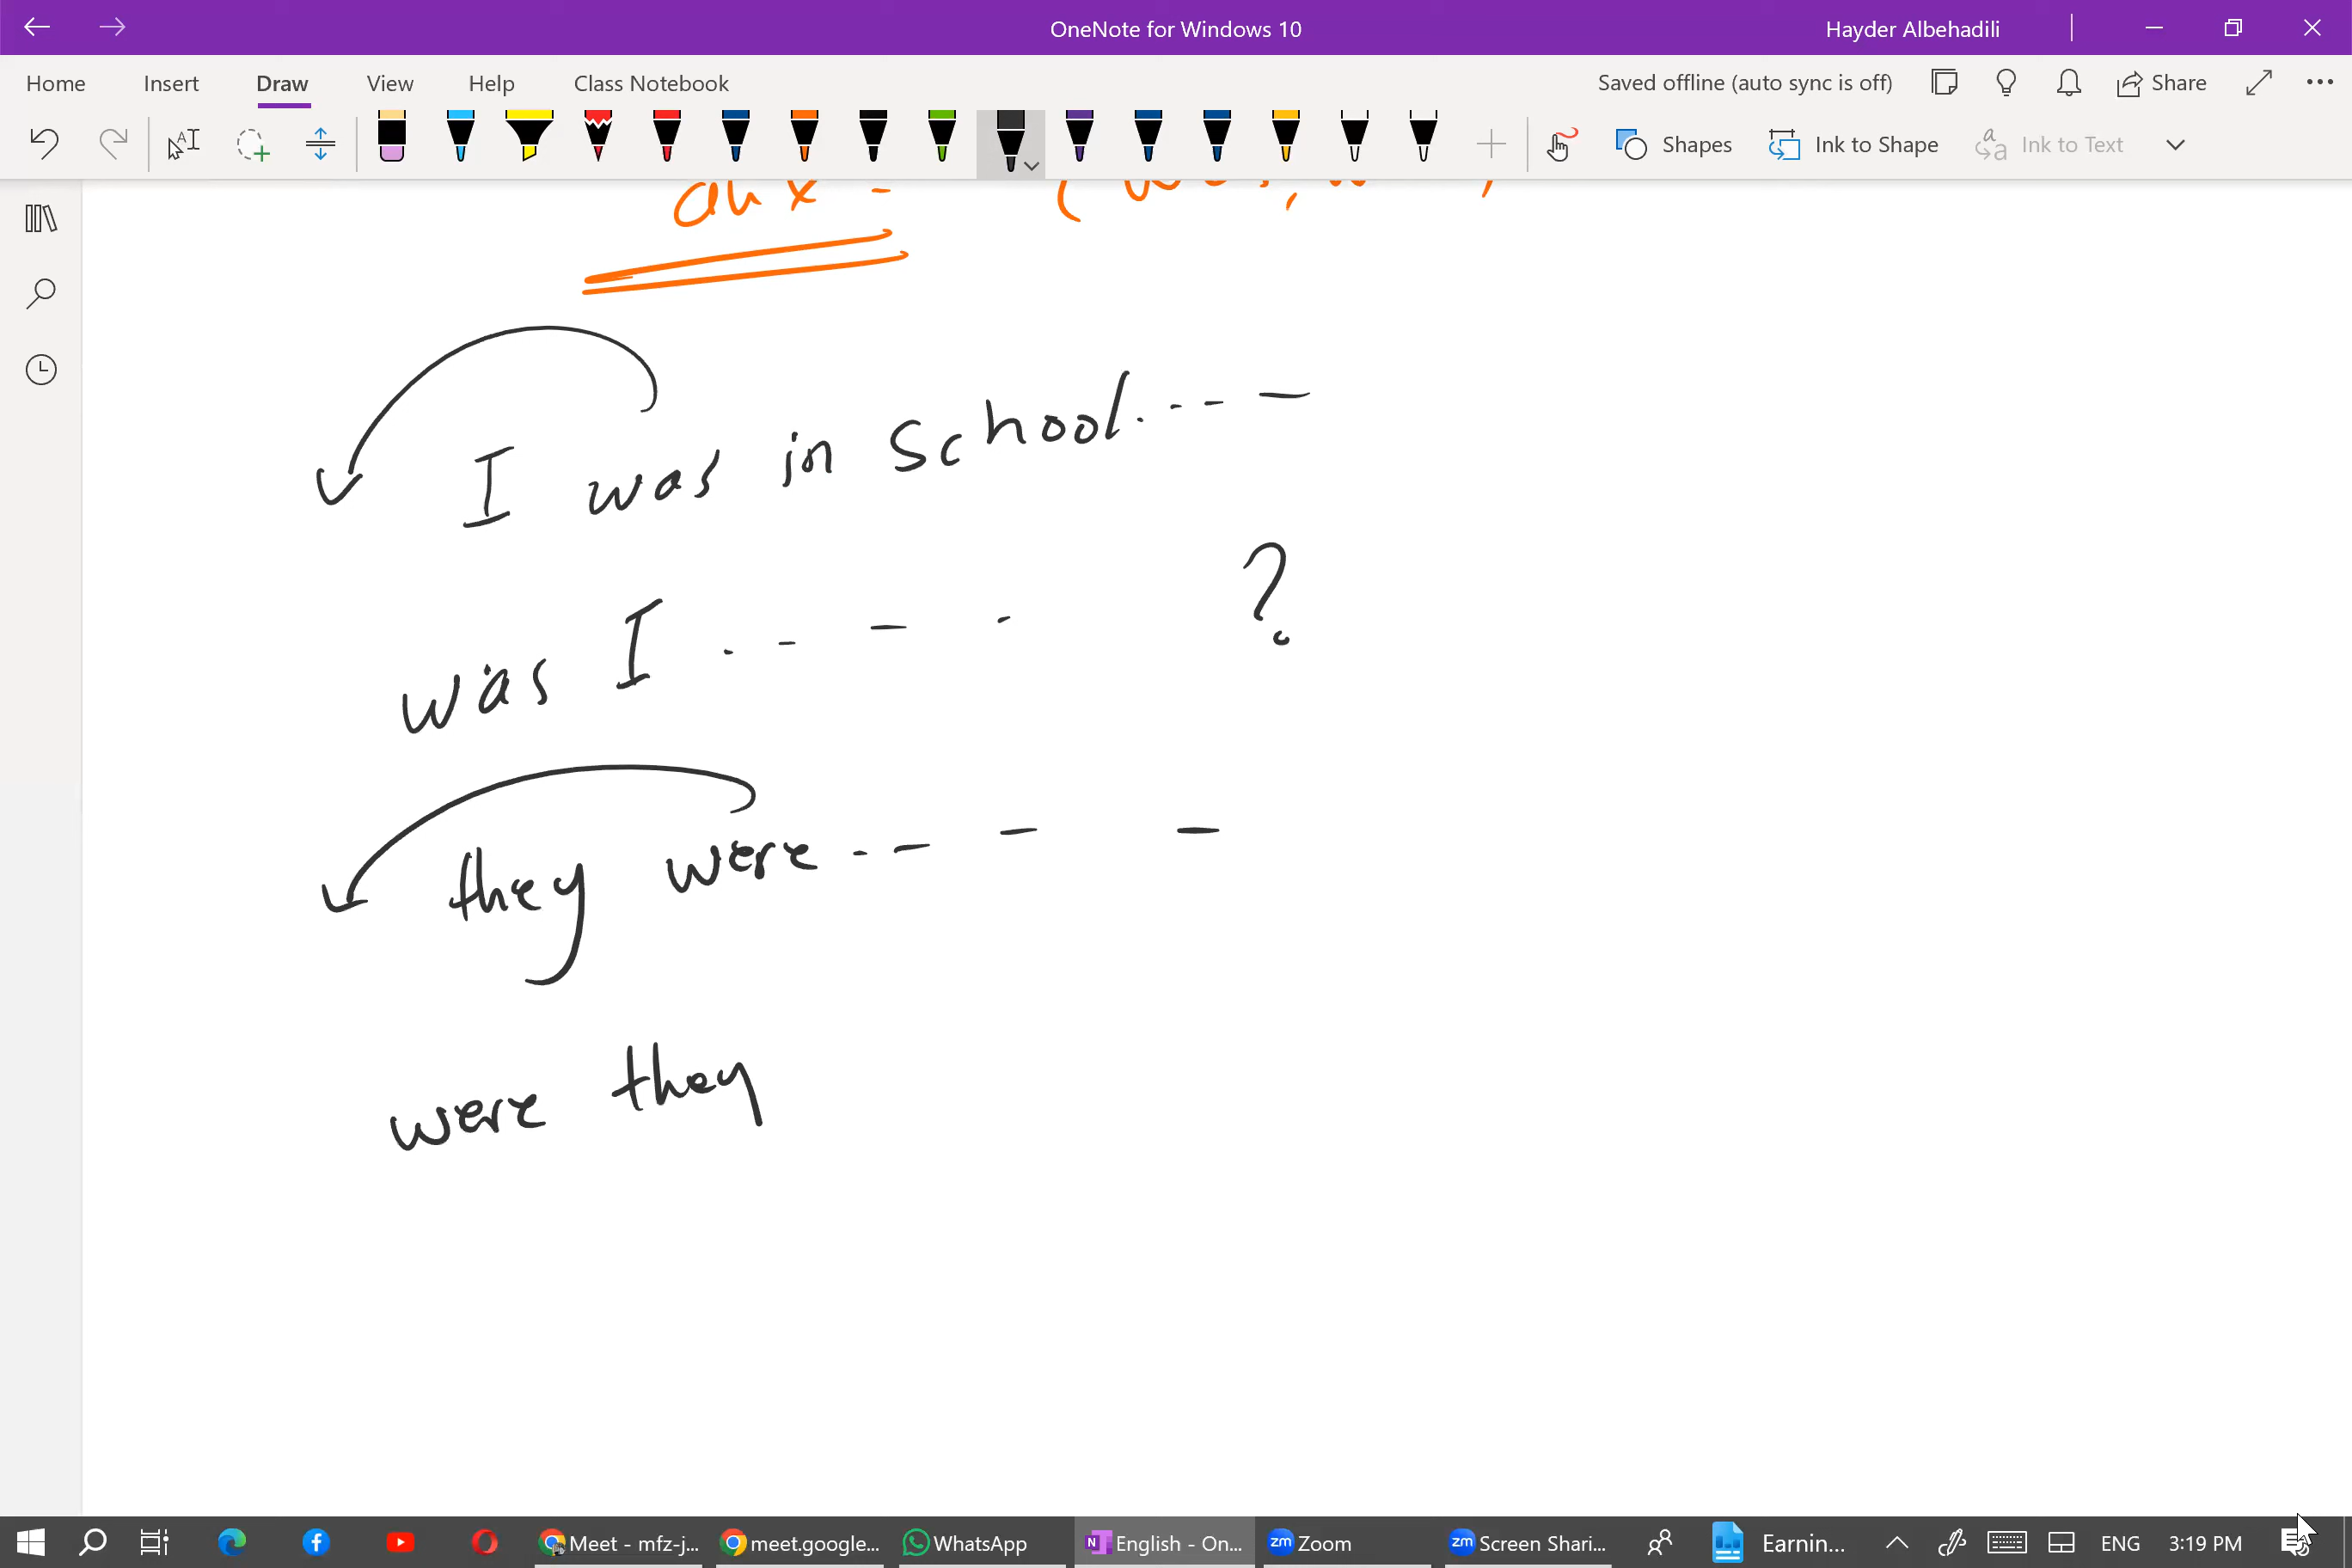 OneNote for Windows 10
Hayder Albehadili
Home Insert Draw View Help Class Notebook
Saved offline (auto sync is off) Share
Shapes Ink to Shape Ink to Text
aux =
I was in school....
was I .... ?
they were ....
were they
Meet - mfz-j... meet.google... WhatsApp English - On... Zoom Screen Shari... Earnin... ENG 3:19 PM